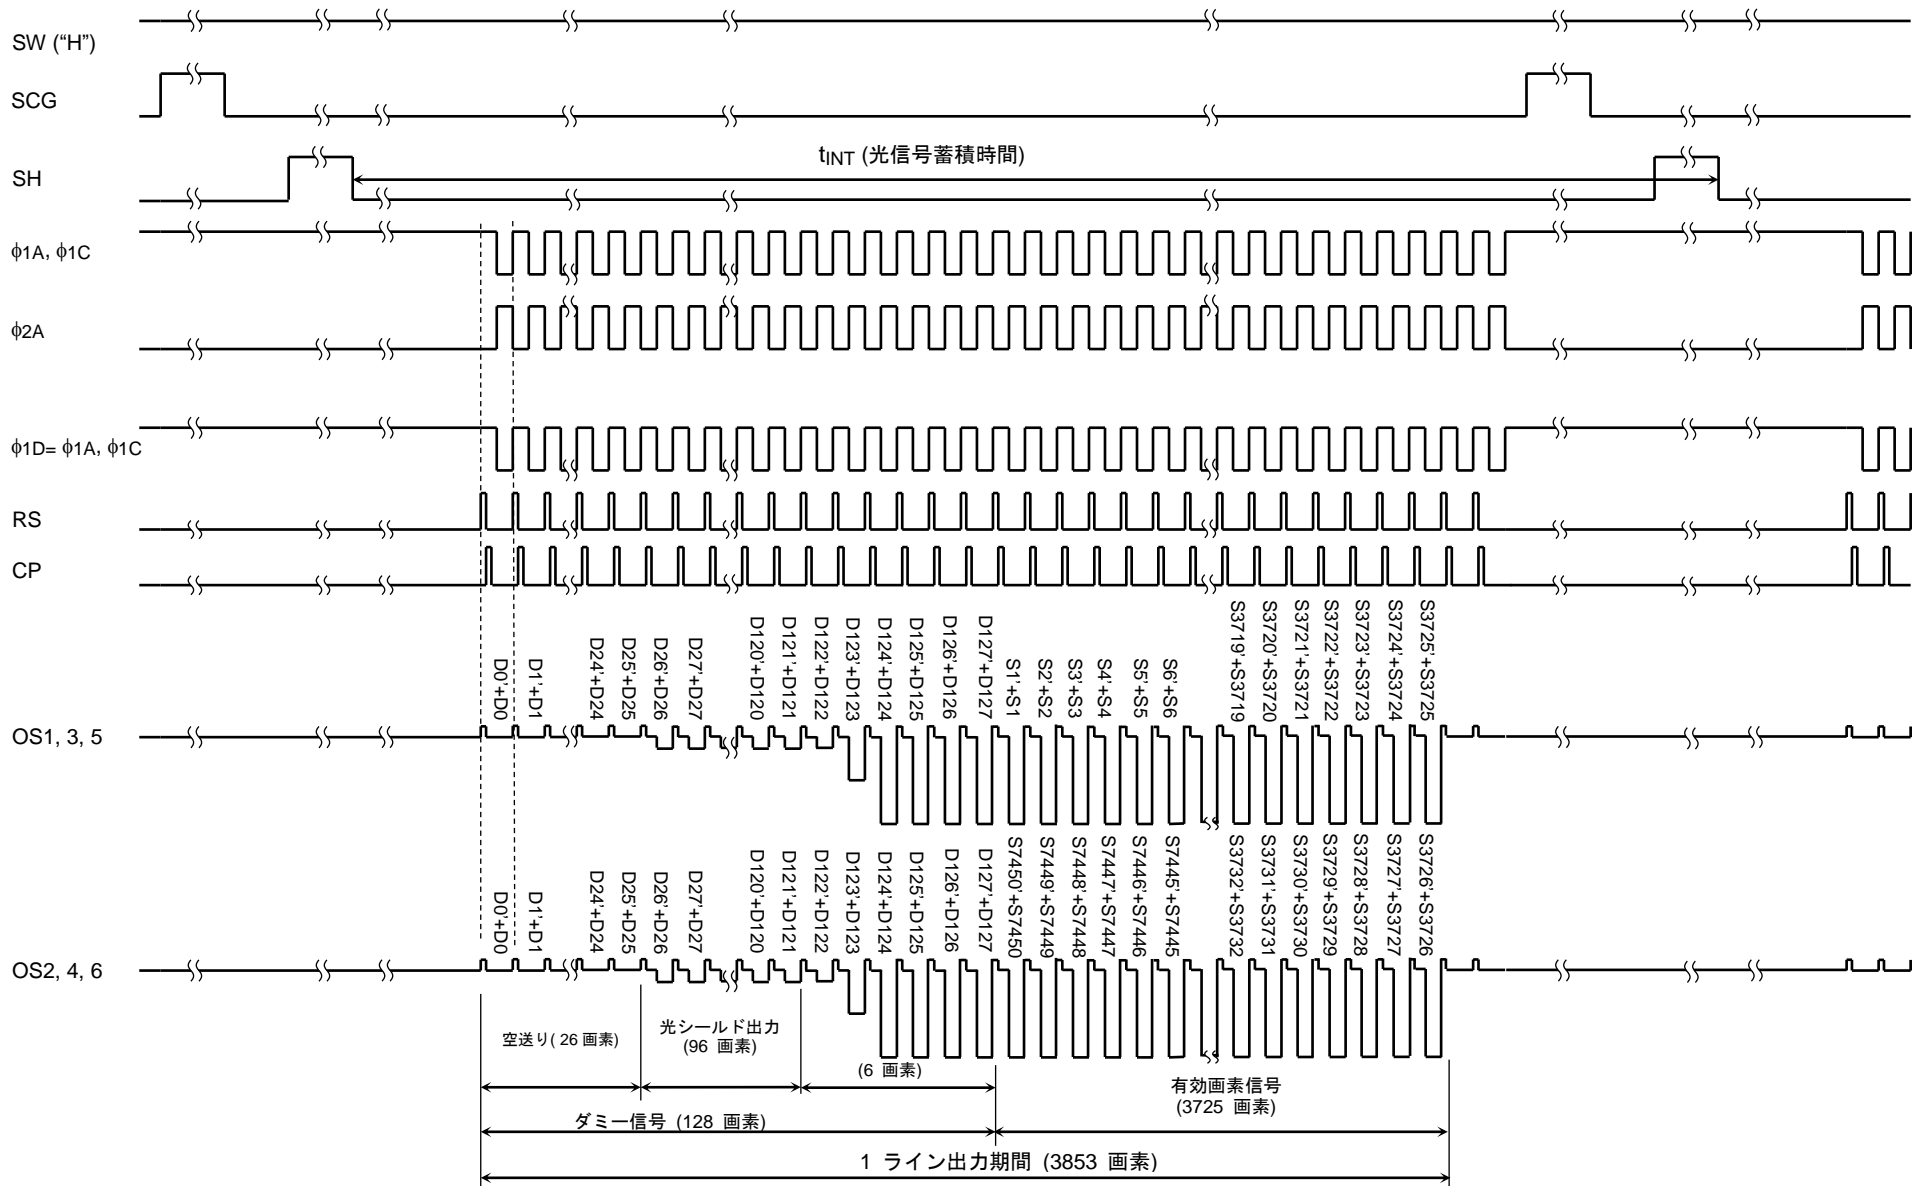 SW (“H”)
SCG
SH
tINT (光信号蓄積時間)
ϕ1A, ϕ1C
ϕ2A
ϕ1D= ϕ1A, ϕ1C
RS
CP
OS1, 3, 5
D0’+D0
D1’+D1
D24’+D24
D25’+D25
D26’+D26
D27’+D27
D120’+D120
D121’+D121
D122’+D122
D123’+D123
D124’+D124
D125’+D125
D126’+D126
D127’+D127
S1’+S1
S2’+S2
S3’+S3
S4’+S4
S5’+S5
S6’+S6
S3719’+S3719
S3720’+S3720
S3721’+S3721
S3722’+S3722
S3723’+S3723
S3724’+S3724
S3725’+S3725
OS2, 4, 6
D0’+D0
D1’+D1
D24’+D24
D25’+D25
D26’+D26
D27’+D27
D120’+D120
D121’+D121
D122’+D122
D123’+D123
D124’+D124
D125’+D125
D126’+D126
D127’+D127
S7450’+S7450
S7449’+S7449
S7448’+S7448
S7447’+S7447
S7446’+S7446
S7445’+S7445
S3732’+S3732
S3731’+S3731
S3730’+S3730
S3729’+S3729
S3728’+S3728
S3727’+S3727
S3726’+S3726
空送り( 26 画素)
光シールド出力
(96 画素)
(6 画素)
有効画素信号
(3725 画素)
ダミー信号 (128 画素)
1 ライン出力期間 (3853 画素)